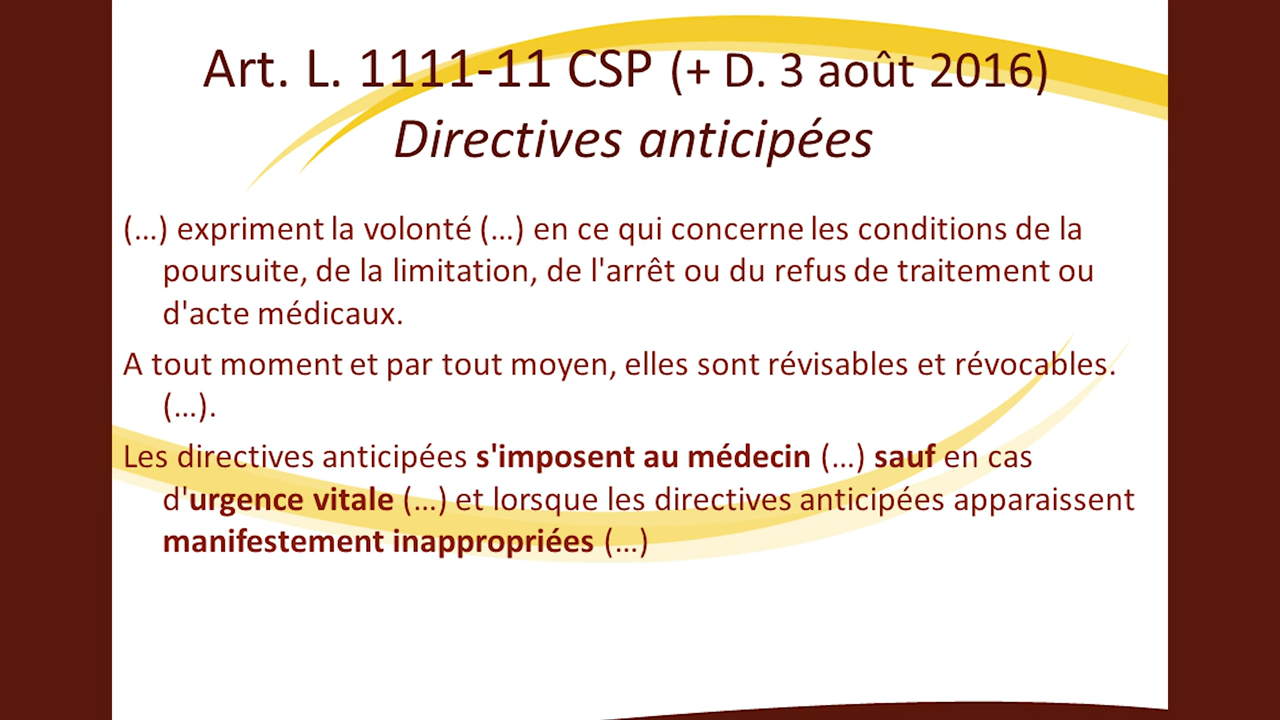 Art. L. 1111-11 CSP (+ D. 3 août 2016)
Directives anticipées
(…) expriment la volonté (…) en ce qui concerne les conditions de la
poursuite, de la limitation, de l'arrêt ou du refus de traitement ou
d'acte médicaux.
A tout moment et par tout moyen, elles sont révisables et révocables.
(…).
Les directives anticipées s'imposent au médecin (…) sauf en cas
d'urgence vitale (…) et lorsque les directives anticipées apparaissent
manifestement inappropriées (…)